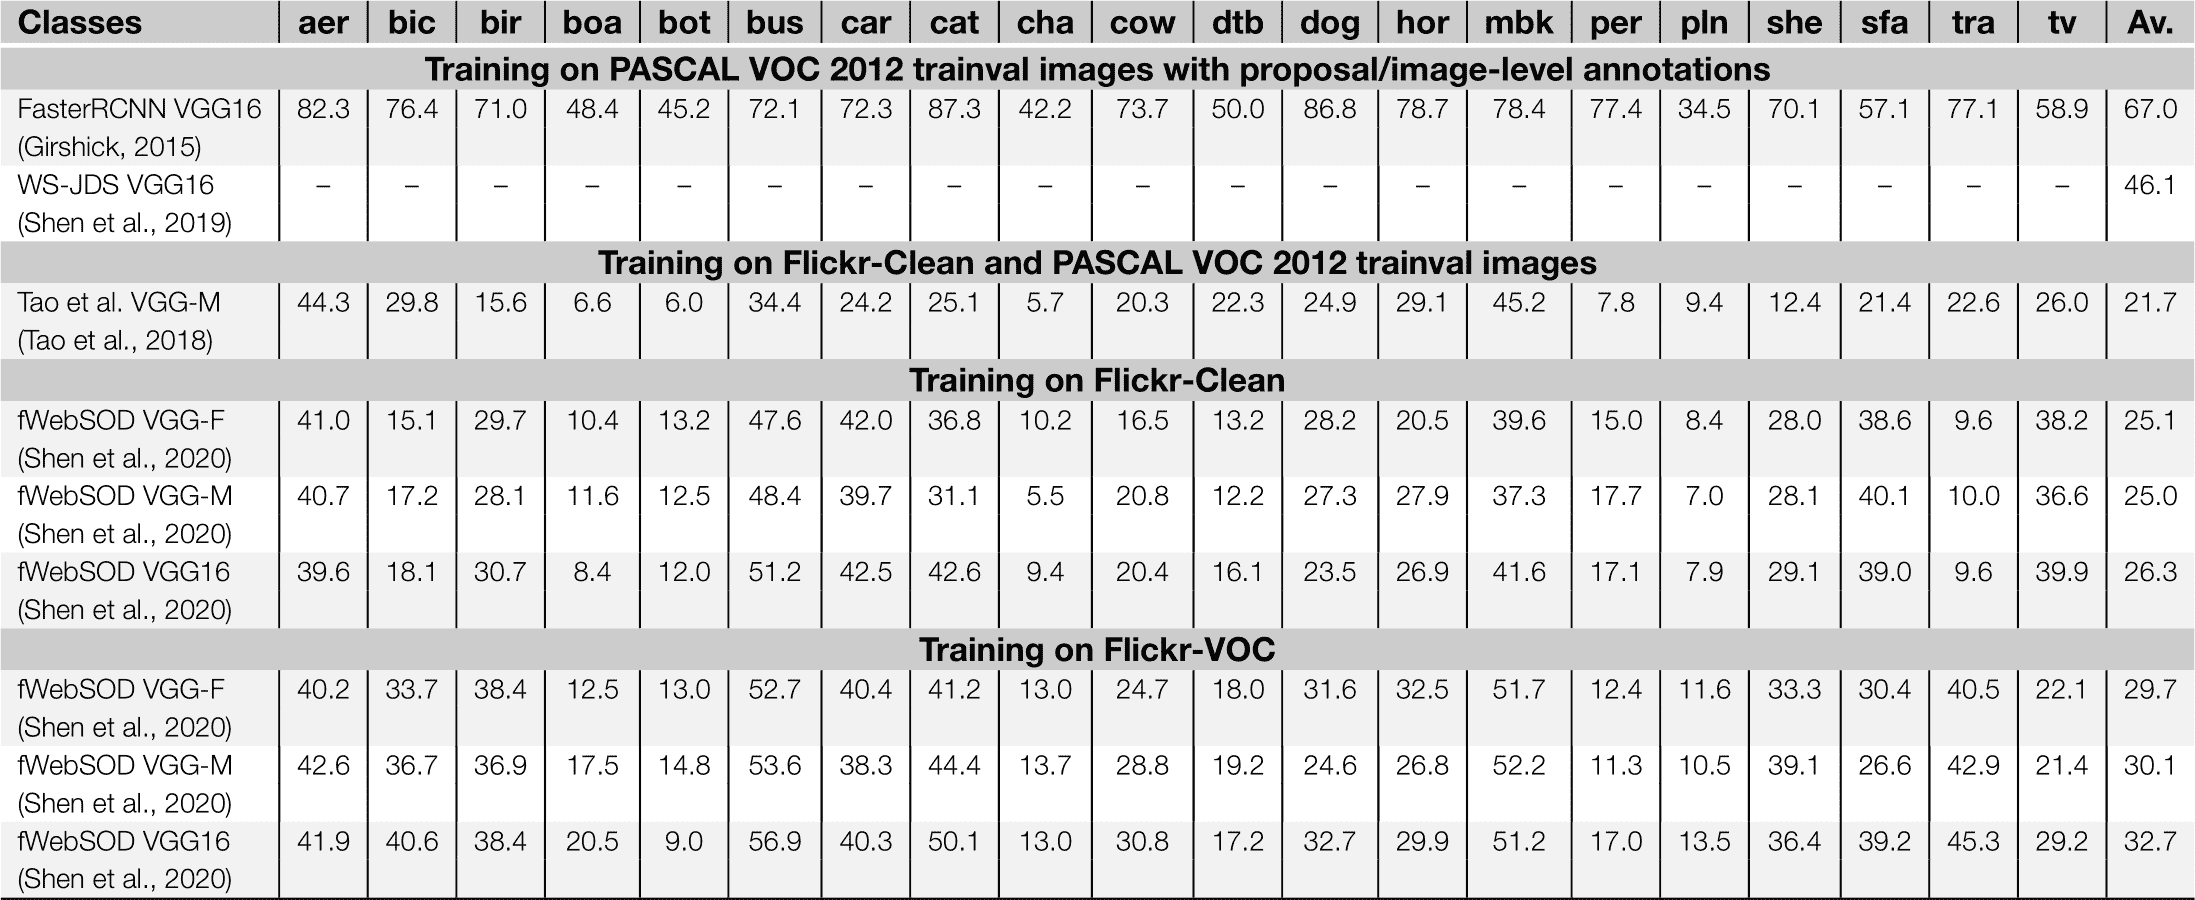 Classes aer bic bir boa bot bus car cat cha cow dtb dog hor mbk per pln she sfa tra tv Av.
Training on PASCAL VOC 2012 trainval images with proposal/image-level annotations
FasterRCNN VGG16 82.3 76.4 71.0 48.4 45.2 72.1 72.3 87.3 42.2 73.7 50.0 86.8 78.7 78.4 77.4 34.5 70.1 57.1 77.1 58.9 67.0
(Girshick, 2015)
WS-JDS VGG16 – – – – – – – – – – – – – – – – – – – – 46.1
(Shen et al., 2019)
Training on Flickr-Clean and PASCAL VOC 2012 trainval images
Tao et al. VGG-M 44.3 29.8 15.6 6.6 6.0 34.4 24.2 25.1 5.7 20.3 22.3 24.9 29.1 45.2 7.8 9.4 12.4 21.4 22.6 26.0 21.7
(Tao et al., 2018)
Training on Flickr-Clean
fWebSOD VGG-F 41.0 15.1 29.7 10.4 13.2 47.6 42.0 36.8 10.2 16.5 13.2 28.2 20.5 39.6 15.0 8.4 28.0 38.6 9.6 38.2 25.1
(Shen et al., 2020)
fWebSOD VGG-M 40.7 17.2 28.1 11.6 12.5 48.4 39.7 31.1 5.5 20.8 12.2 27.3 27.9 37.3 17.7 7.0 28.1 40.1 10.0 36.6 25.0
(Shen et al., 2020)
fWebSOD VGG16 39.6 18.1 30.7 8.4 12.0 51.2 42.5 42.6 9.4 20.4 16.1 23.5 26.9 41.6 17.1 7.9 29.1 39.0 9.6 39.9 26.3
(Shen et al., 2020)
Training on Flickr-VOC
fWebSOD VGG-F 40.2 33.7 38.4 12.5 13.0 52.7 40.4 41.2 13.0 24.7 18.0 31.6 32.5 51.7 12.4 11.6 33.3 30.4 40.5 22.1 29.7
(Shen et al., 2020)
fWebSOD VGG-M 42.6 36.7 36.9 17.5 14.8 53.6 38.3 44.4 13.7 28.8 19.2 24.6 26.8 52.2 11.3 10.5 39.1 26.6 42.9 21.4 30.1
(Shen et al., 2020)
fWebSOD VGG16 41.9 40.6 38.4 20.5 9.0 56.9 40.3 50.1 13.0 30.8 17.2 32.7 29.9 51.2 17.0 13.5 36.4 39.2 45.3 29.2 32.7
(Shen et al., 2020)